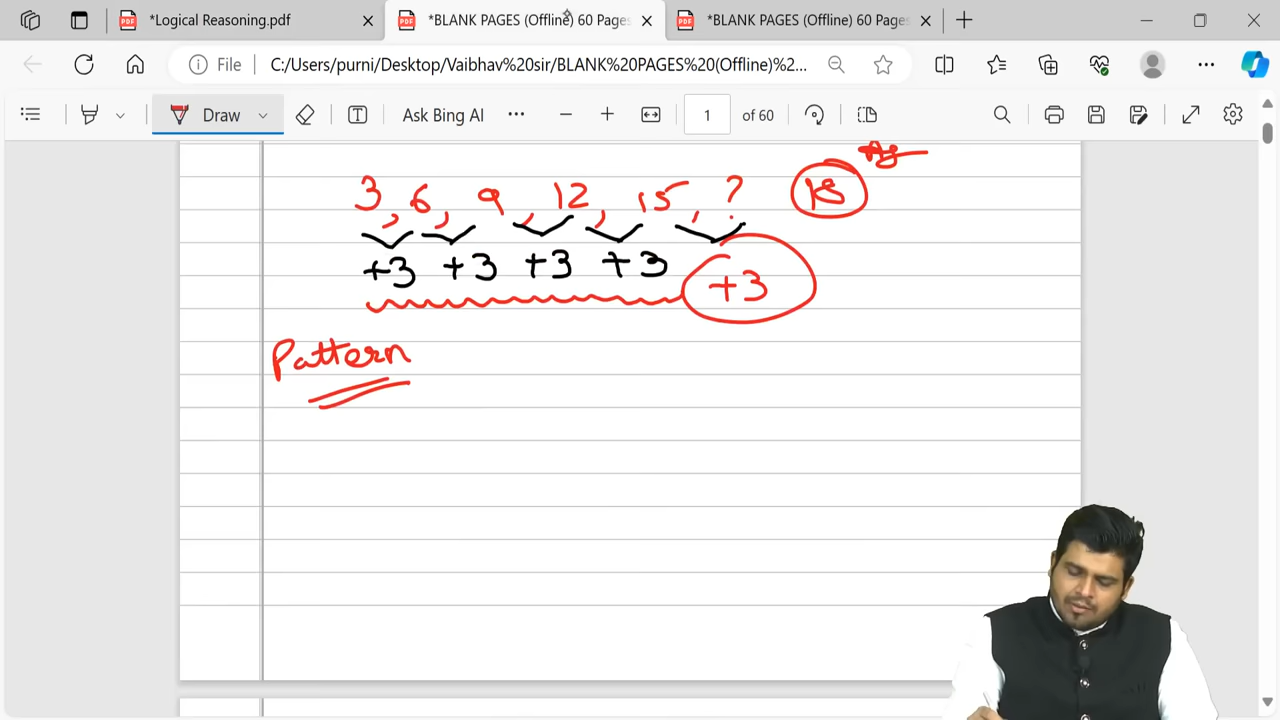 *Logical Reasoning.pdf
*BLANK PAGES (Offline) 60 Pages
*BLANK PAGES (Offline) 60 Pages
File
C:/Users/purni/Desktop/Vaibhav%20sir/BLANK%20PAGES%20(Offline)%2...
Draw
Ask Bing AI
1 of 60
3, 6, 9, 12, 15, ? 18
+3 +3 +3 +3 +3
Pattern